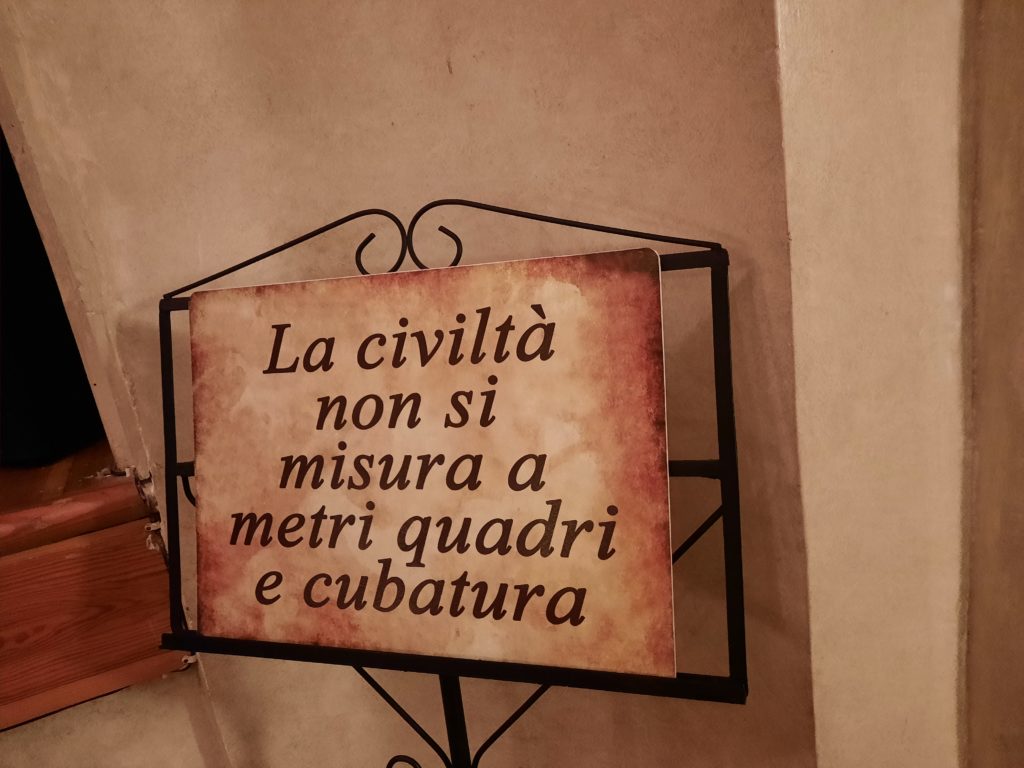 La civiltà
non si
misura a
metri quadri
e cubatura